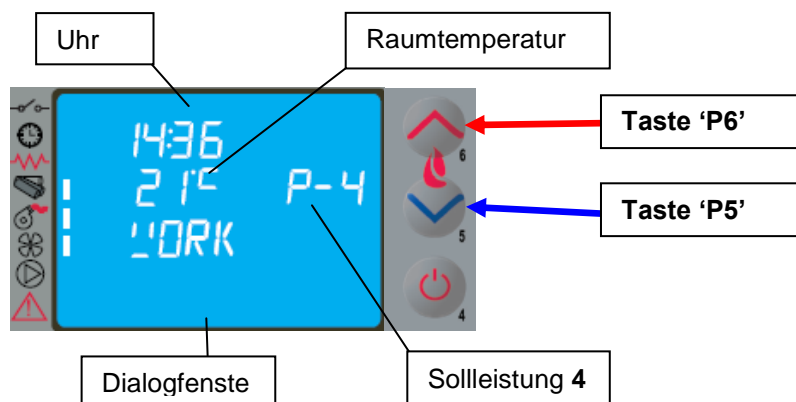 Uhr
Raumtemperatur
14:36
21°C P-4
WORK
6
5
4
Taste ‘P6’
Taste ‘P5’
Dialogfenste
Sollleistung 4